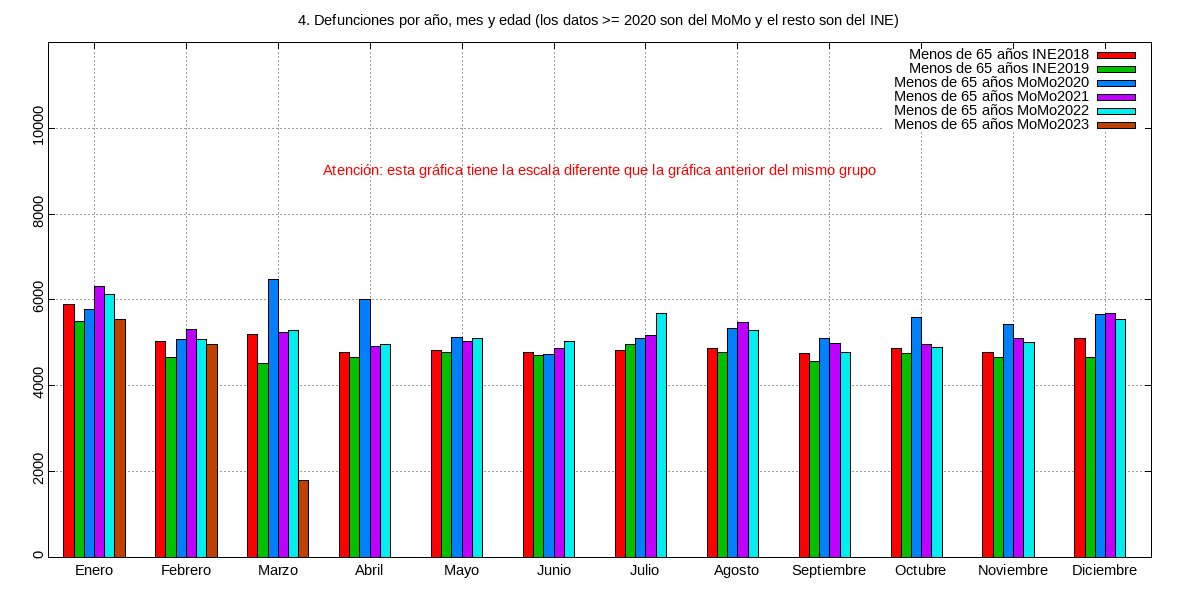 4. Defunciones por año, mes y edad (los datos >= 2020 son del MoMo y el resto son del INE)
Menos de 65 años INE2018
Menos de 65 años INE2019
Menos de 65 años MoMo2020
Menos de 65 años MoMo2021
Menos de 65 años MoMo2022
Menos de 65 años MoMo2023
Atención: esta gráfica tiene la escala diferente que la gráfica anterior del mismo grupo
10000
8000
6000
4000
2000
0
Enero Febrero Marzo Abril Mayo Junio Julio Agosto Septiembre Octubre Noviembre Diciembre